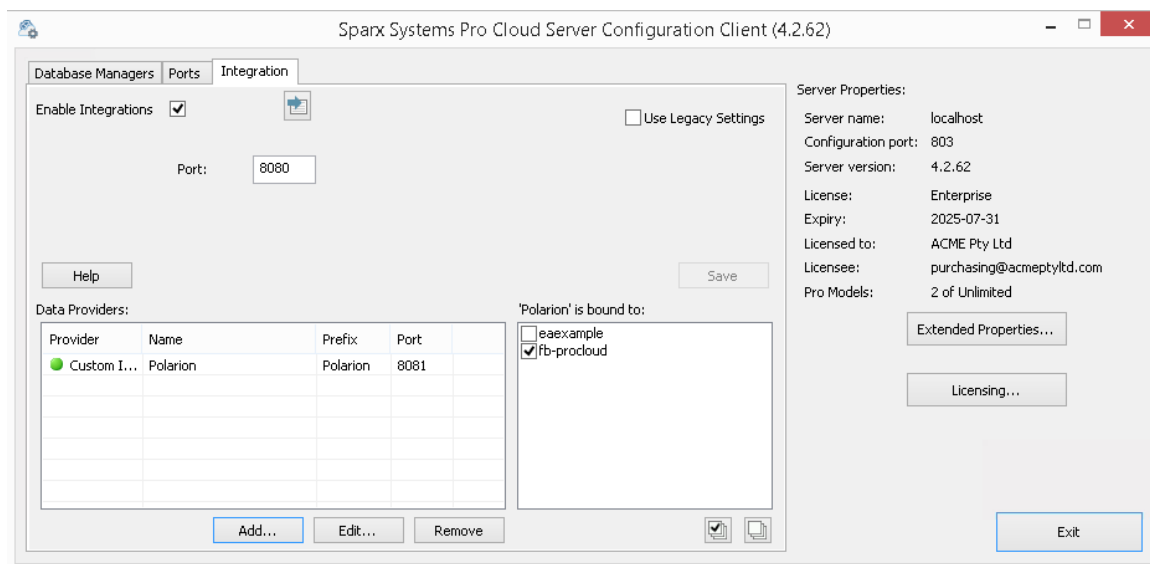 Sparx Systems Pro Cloud Server Configuration Client (4.2.62)
Database Managers Ports Integration
Enable Integrations
Use Legacy Settings
Port: 8080
Help
Save
Data Providers:
Provider Name Prefix Port
Custom I... Polarion Polarion 8081
Add... Edit... Remove
'Polarion' is bound to:
eaexample
fb-procloud
Server Properties:
Server name: localhost
Configuration port: 803
Server version: 4.2.62
License: Enterprise
Expiry: 2025-07-31
Licensed to: ACME Pty Ltd
Licensee: purchasing@acmeptyltd.com
Pro Models: 2 of Unlimited
Extended Properties...
Licensing...
Exit